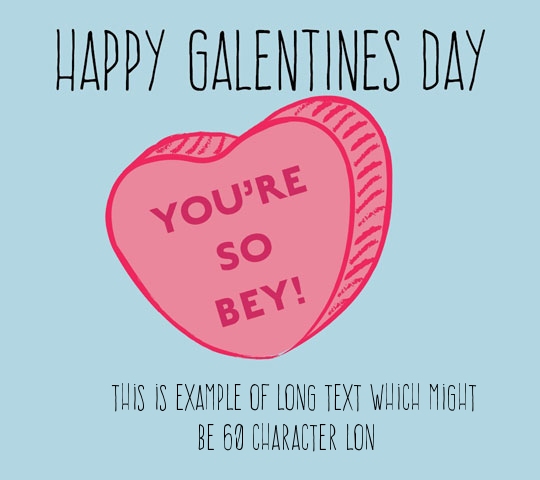 HAPPY GALENTINES DAY
YOU'RE
SO
BEY!
THIS IS EXAMPLE OF LONG TEXT WHICH MIGHT
BE 60 CHARACTER LON